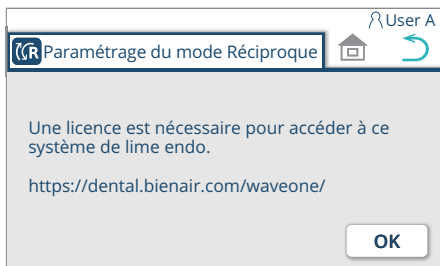 User A
R Paramétrage du mode Réciproque
Une licence est nécessaire pour accéder à ce
système de lime endo.
https://dental.bienair.com/waveone/
OK